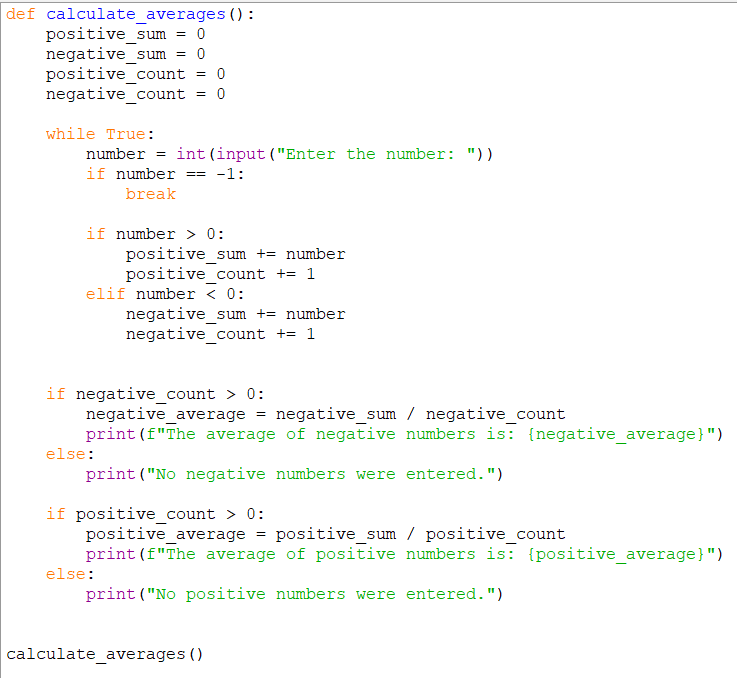 def calculate_averages():
    positive_sum = 0
    negative_sum = 0
    positive_count = 0
    negative_count = 0

    while True:
        number = int(input("Enter the number: "))
        if number == -1:
            break

        if number > 0:
            positive_sum += number
            positive_count += 1
        elif number < 0:
            negative_sum += number
            negative_count += 1


    if negative_count > 0:
        negative_average = negative_sum / negative_count
        print(f"The average of negative numbers is: {negative_average}")
    else:
        print("No negative numbers were entered.")

    if positive_count > 0:
        positive_average = positive_sum / positive_count
        print(f"The average of positive numbers is: {positive_average}")
    else:
        print("No positive numbers were entered.")


calculate_averages()